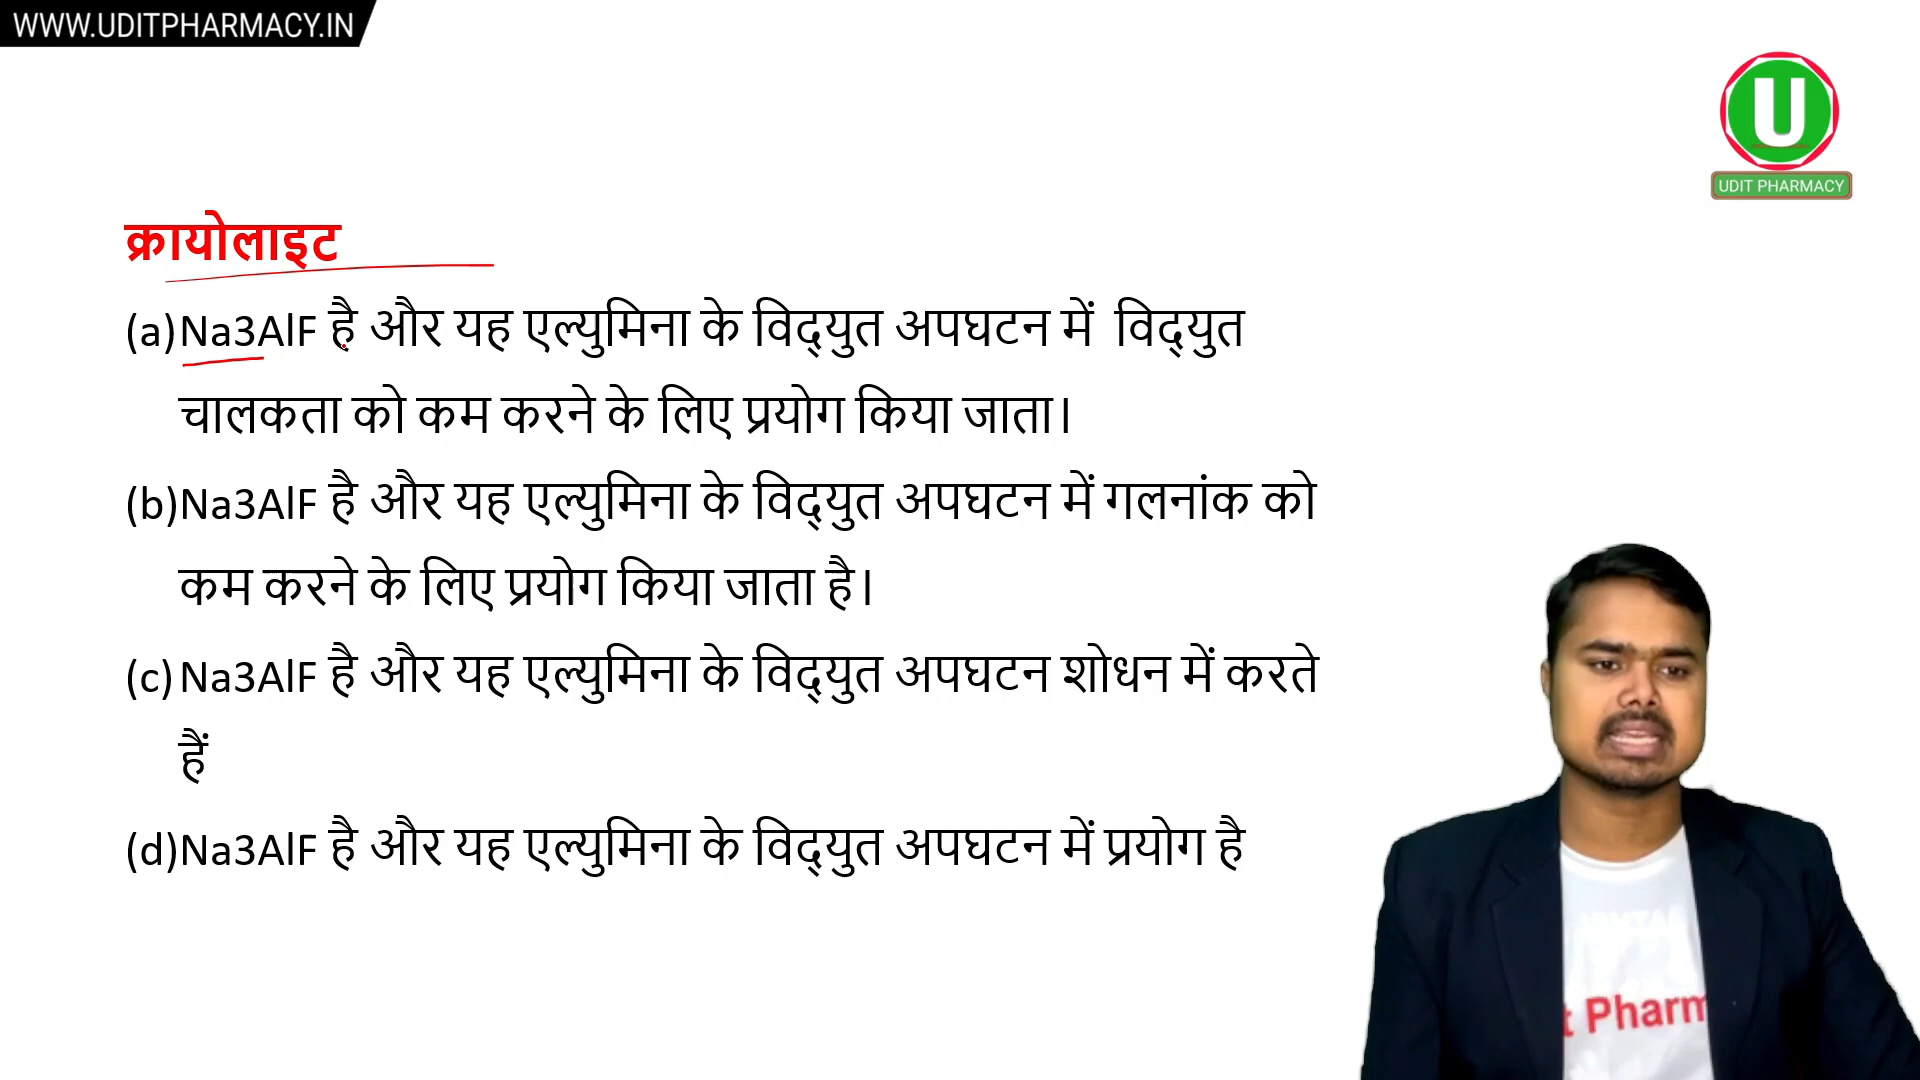 WWW.UDITPHARMACY.IN
U
UDIT PHARMACY
क्रायोलाइट
(a) Na3AlF है और यह एल्युमिना के विद्युत अपघटन में विद्युत
चालकता को कम करने के लिए प्रयोग किया जाता।
(b) Na3AlF है और यह एल्युमिना के विद्युत अपघटन में गलनांक को
कम करने के लिए प्रयोग किया जाता है।
(c) Na3AlF है और यह एल्युमिना के विद्युत अपघटन शोधन में करते
हैं
(d) Na3AlF है और यह एल्युमिना के विद्युत अपघटन में प्रयोग है
t Pharm